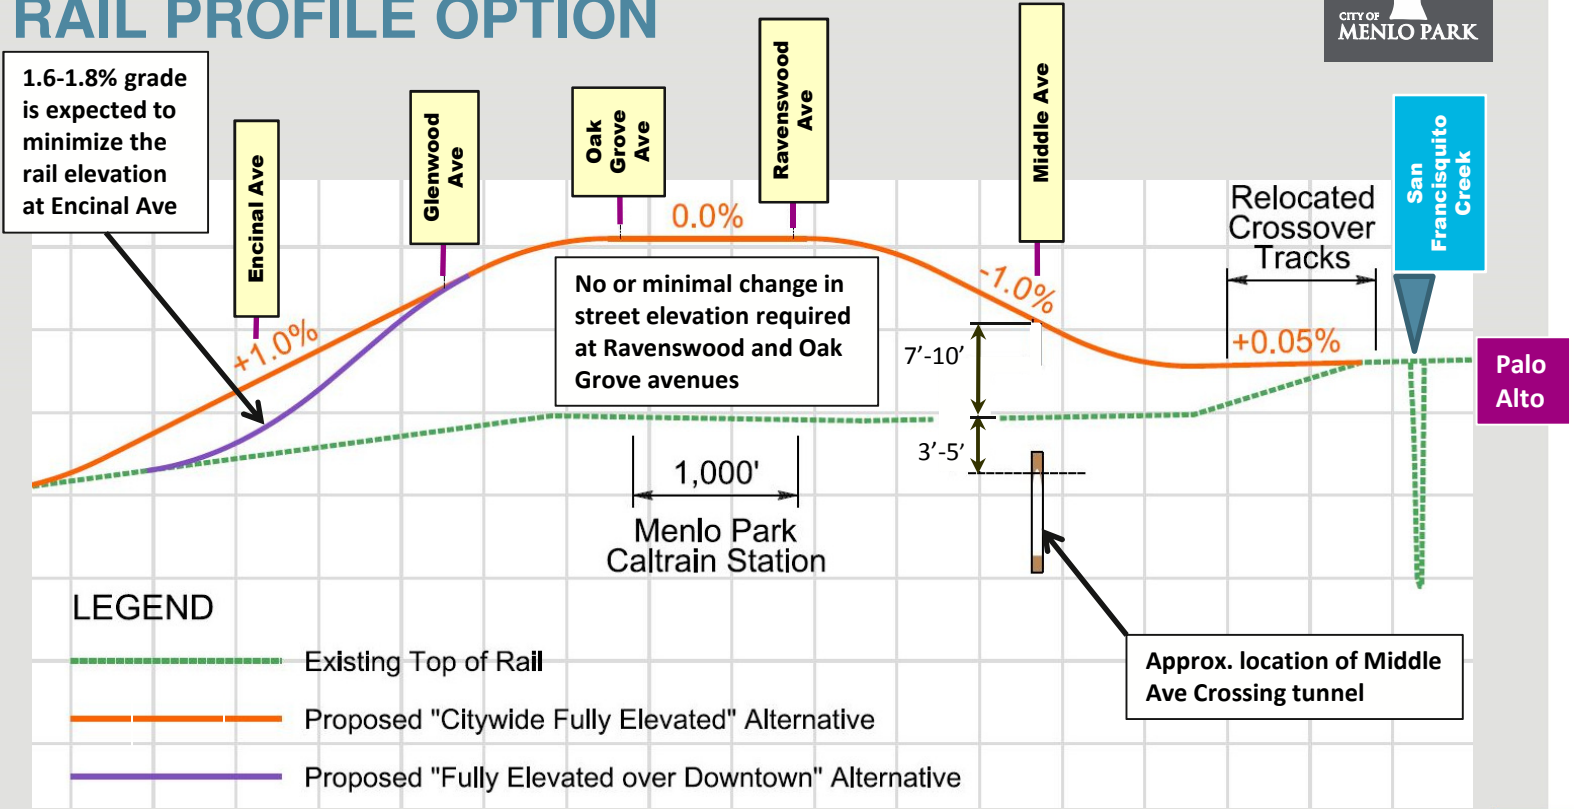 RAIL PROFILE OPTION
CITY OF
MENLO PARK
1.6-1.8% grade
is expected to
minimize the
rail elevation
at Encinal Ave
Encinal Ave
Glenwood
Ave
Oak
Grove
Ave
Ravenswood
Ave
Middle Ave
San
Francisquito
Creek
Relocated
Crossover
Tracks
+1.0%
0.0%
-1.0%
+0.05%
No or minimal change in
street elevation required
at Ravenswood and Oak
Grove avenues
7’-10’
3’-5’
Palo
Alto
1,000'
Menlo Park
Caltrain Station
Approx. location of Middle
Ave Crossing tunnel
LEGEND
Existing Top of Rail
Proposed "Citywide Fully Elevated" Alternative
Proposed "Fully Elevated over Downtown" Alternative